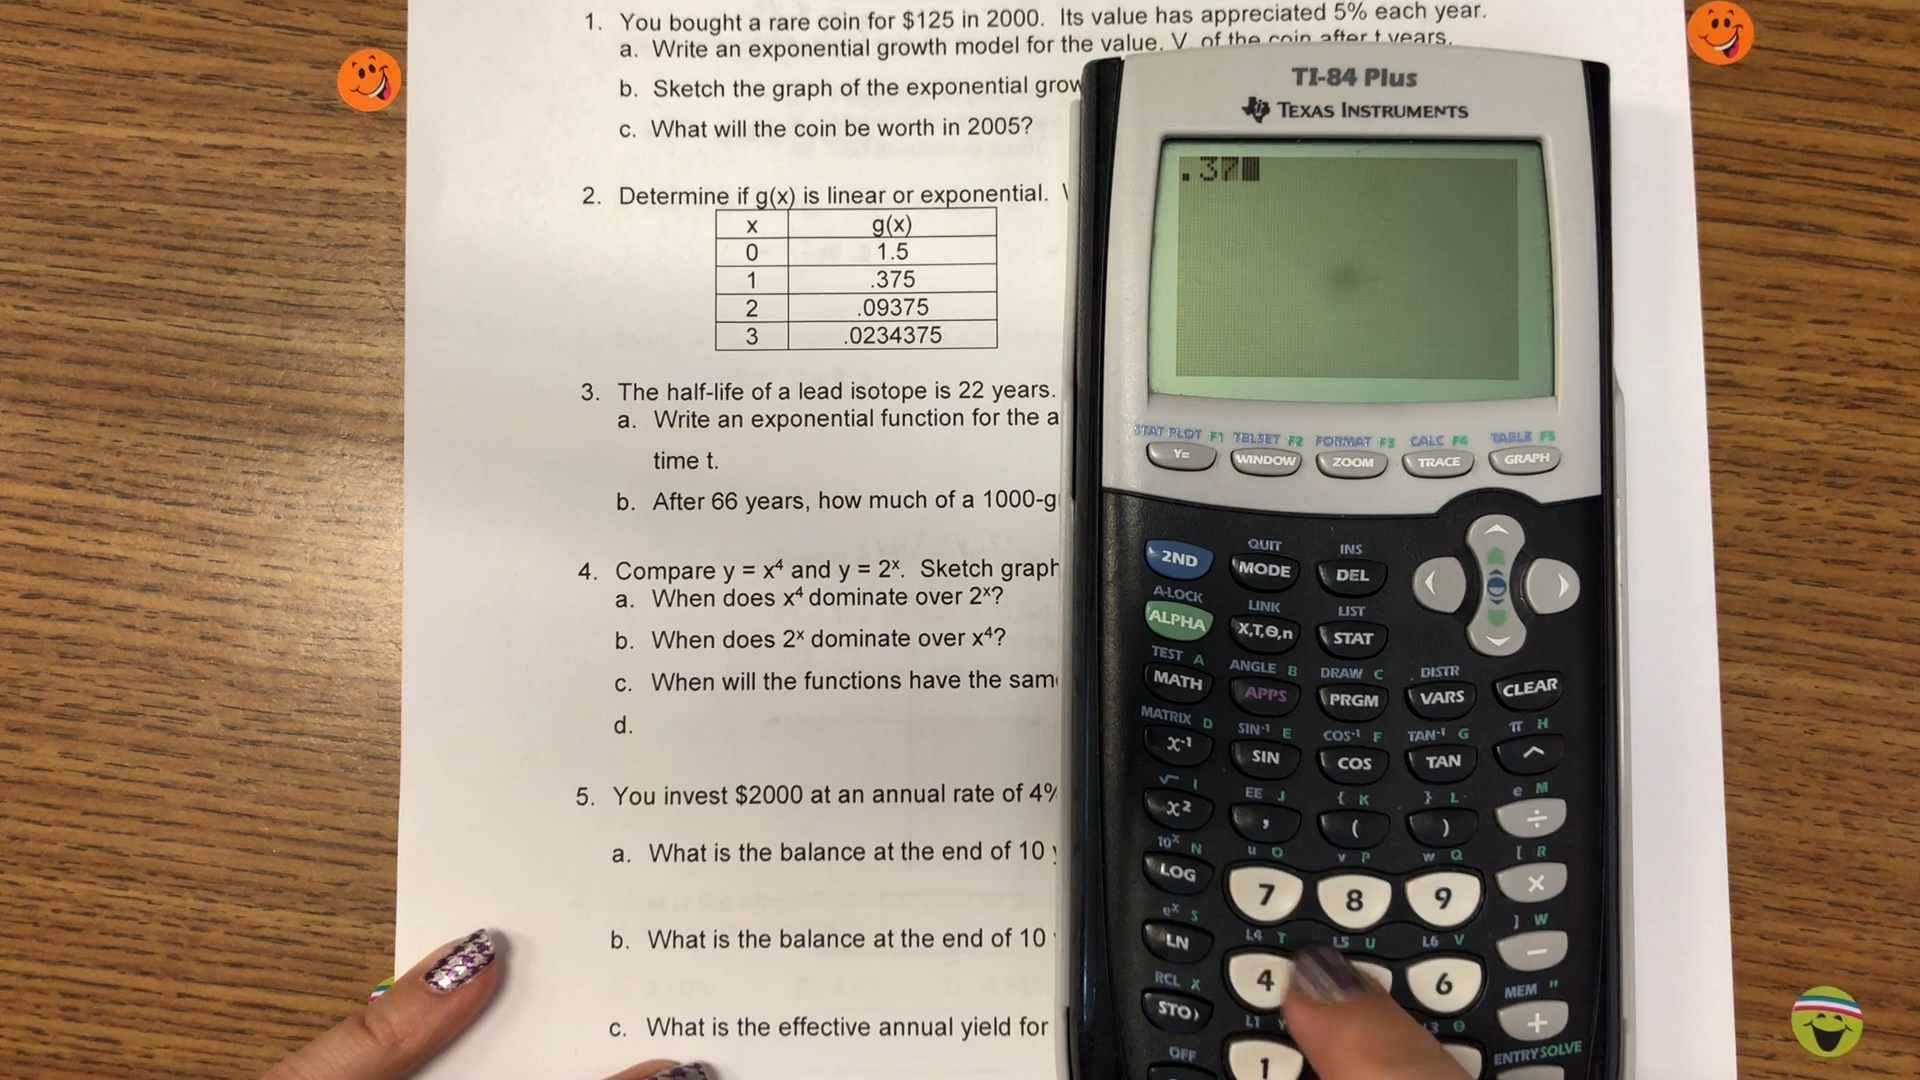 1. You bought a rare coin for $125 in 2000. Its value has appreciated 5% each year.
a. Write an exponential growth model for the value, V, of the coin after t years.
b. Sketch the graph of the exponential
c. What will the coin be worth in 2005?
2. Determine if g(x) is linear or exponential.
x g(x)
0 1.5
1 .375
2 .09375
3 .0234375
3. The half-life of a lead isotope is 22 years.
a. Write an exponential function for the
time t.
b. After 66 years, how much of a
4. Compare y = x⁴ and y = 2ˣ. Sketch
a. When does x⁴ dominate over 2ˣ?
b. When does 2ˣ dominate over x⁴?
c. When will the functions have the
d.
5. You invest $2000 at an annual rate of
a. What is the balance at the end of 10
b. What is the balance at the end of 10
c. What is the effective annual yield for
TI-84 Plus
TEXAS INSTRUMENTS
.37
STAT PLOT F1 TBLSET F2 FORMAT F3 CALC F4 TABLE F5
Y= WINDOW ZOOM TRACE GRAPH
QUIT INS
2ND MODE DEL
A-LOCK LINK LIST
ALPHA X,T,Θ,n STAT
TEST A ANGLE B DRAW C DISTR
MATH APPS PRGM VARS CLEAR
MATRIX D SIN-1 E COS-1 F TAN-1 G π H
x-1 SIN COS TAN ^
√ I EE J { K } L e M
x² , ( ) ÷
10ˣ N u O v P w Q [ R
LOG 7 8 9 ×
eˣ S L4 T L5 U L6 V ] W
LN 4 6 −
RCL X L1 Y Θ MEM "
STO› 1 +
OFF ENTRY SOLVE